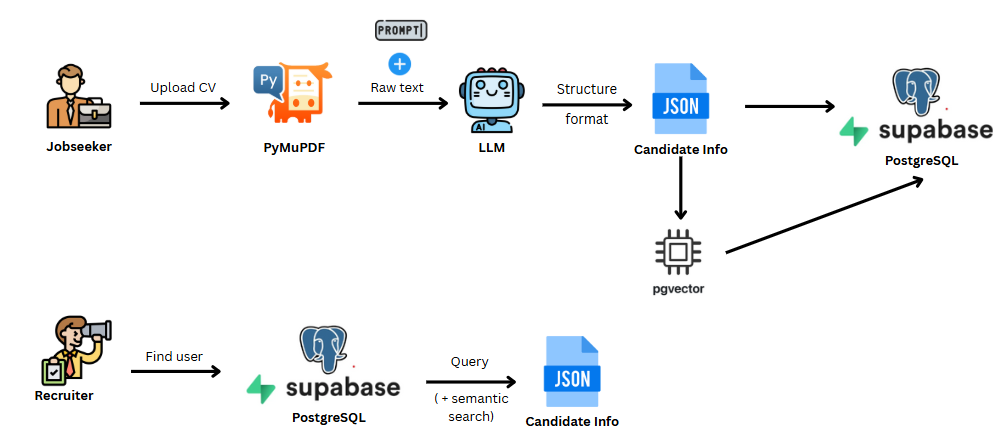 PROMPT
Upload CV
Py
Raw text
AI
Structure
format
JSON
supabase
Jobseeker
PyMuPDF
LLM
Candidate Info
PostgreSQL
pgvector
Find user
Query
( + semantic
search)
JSON
supabase
Recruiter
PostgreSQL
Candidate Info